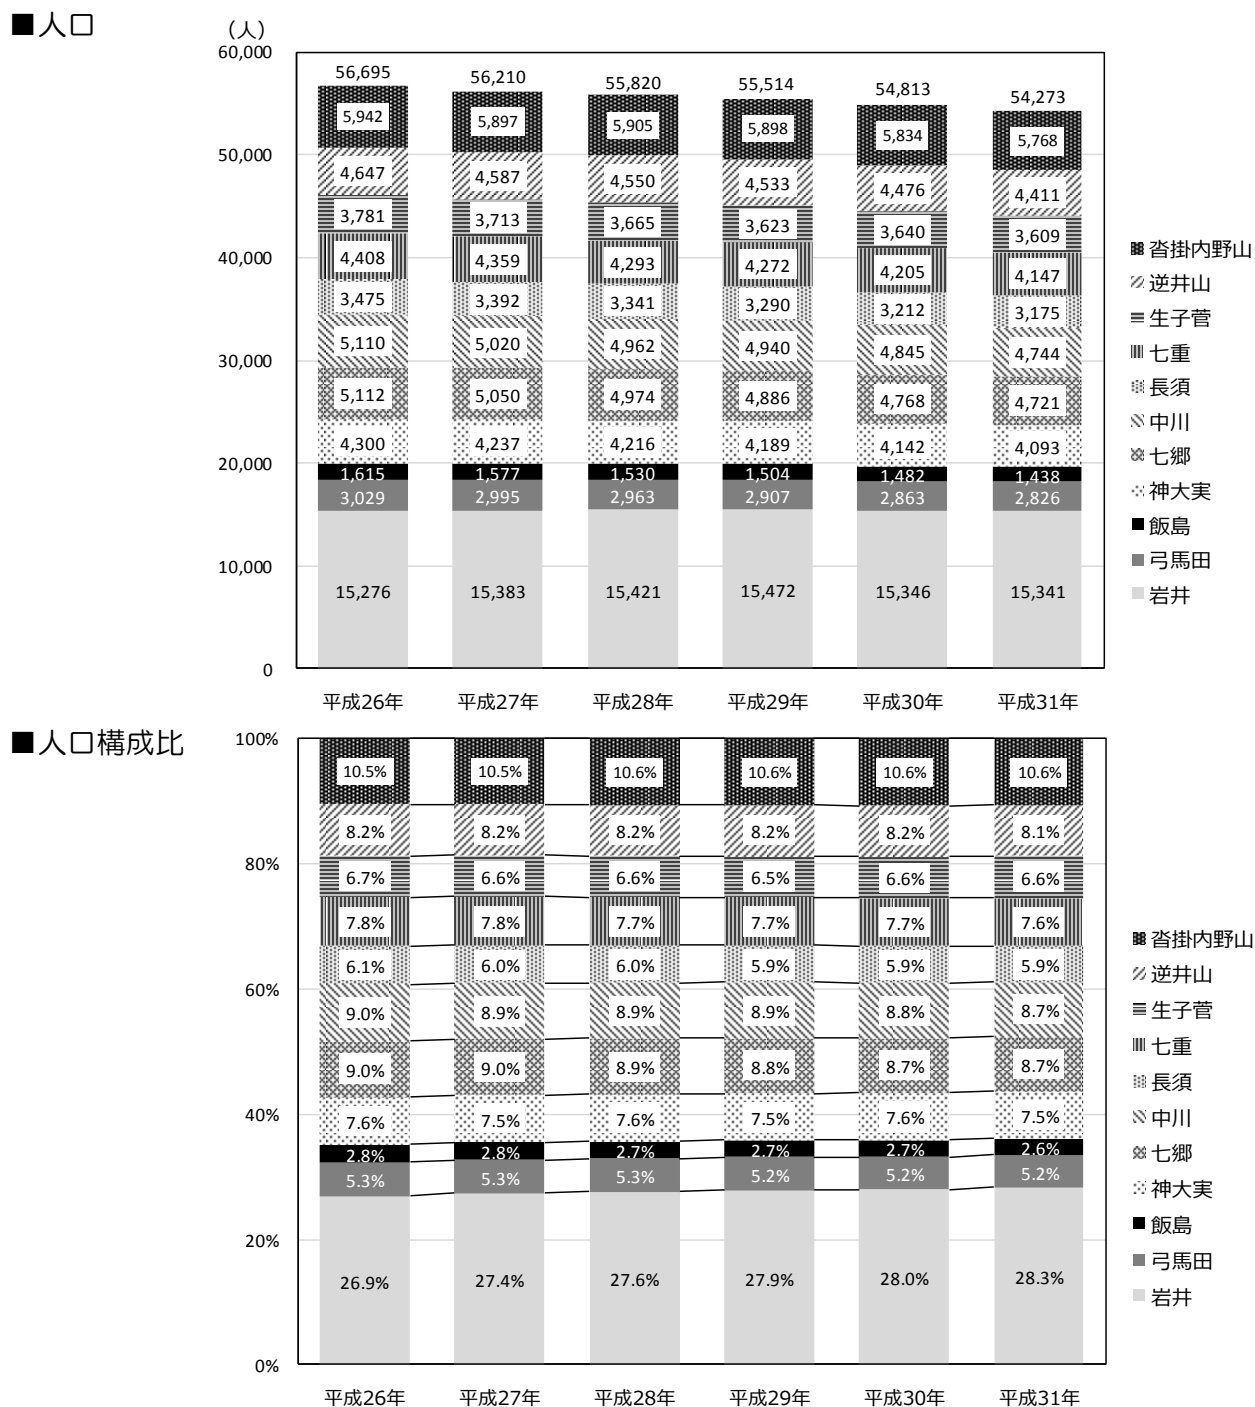 ■人口
（人）
60,000
50,000
40,000
30,000
20,000
10,000
0
56,695 56,210 55,820 55,514 54,813 54,273
5,942 5,897 5,905 5,898 5,834 5,768
4,647 4,587 4,550 4,533 4,476 4,411
3,781 3,713 3,665 3,623 3,640 3,609
4,408 4,359 4,293 4,272 4,205 4,147
3,475 3,392 3,341 3,290 3,212 3,175
5,110 5,020 4,962 4,940 4,845 4,744
5,112 5,050 4,974 4,886 4,768 4,721
4,300 4,237 4,216 4,189 4,142 4,093
1,615 1,577 1,530 1,504 1,482 1,438
3,029 2,995 2,963 2,907 2,863 2,826
15,276 15,383 15,421 15,472 15,346 15,341
平成26年 平成27年 平成28年 平成29年 平成30年 平成31年
沓掛内野山
逆井山
生子菅
七重
長須
中川
七郷
神大実
飯島
弓馬田
岩井
■人口構成比
100%
80%
60%
40%
20%
0%
10.5% 10.5% 10.6% 10.6% 10.6% 10.6%
8.2% 8.2% 8.2% 8.2% 8.2% 8.1%
6.7% 6.6% 6.6% 6.5% 6.6% 6.6%
7.8% 7.8% 7.7% 7.7% 7.7% 7.6%
6.1% 6.0% 6.0% 5.9% 5.9% 5.9%
9.0% 8.9% 8.9% 8.9% 8.8% 8.7%
9.0% 9.0% 8.9% 8.8% 8.7% 8.7%
7.6% 7.5% 7.6% 7.5% 7.6% 7.5%
2.8% 2.8% 2.7% 2.7% 2.7% 2.6%
5.3% 5.3% 5.3% 5.2% 5.2% 5.2%
26.9% 27.4% 27.6% 27.9% 28.0% 28.3%
平成26年 平成27年 平成28年 平成29年 平成30年 平成31年
沓掛内野山
逆井山
生子菅
七重
長須
中川
七郷
神大実
飯島
弓馬田
岩井